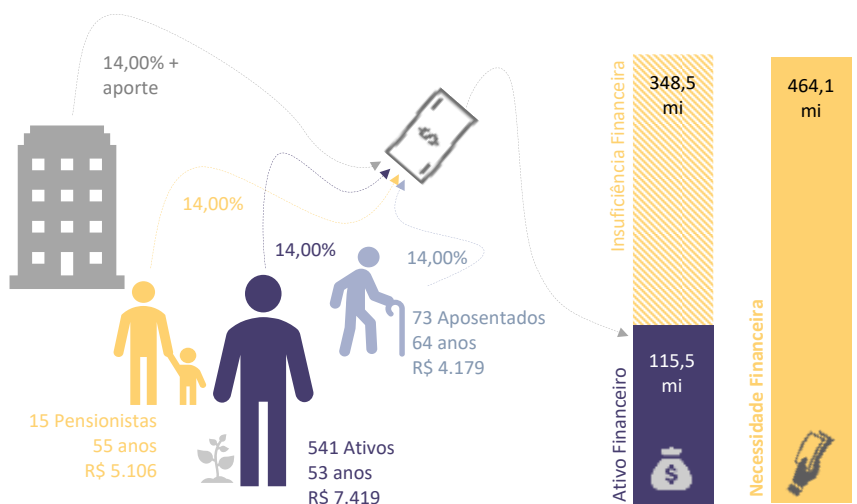 14,00% +
aporte
14,00%
14,00%
14,00%
73 Aposentados
64 anos
R$ 4.179
15 Pensionistas
55 anos
R$ 5.106
541 Ativos
53 anos
R$ 7.419
$
Insuficiência Financeira
348,5
mi
Ativo Financeiro
115,5
mi
$
Necessidade Financeira
464,1
mi